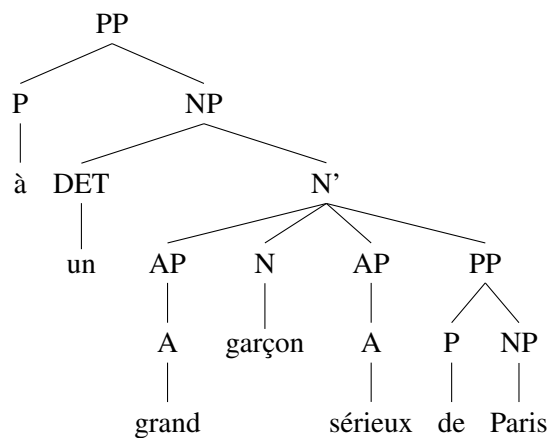 PP
P NP
à DET N’
un AP N AP PP
A garçon A P NP
grand sérieux de Paris